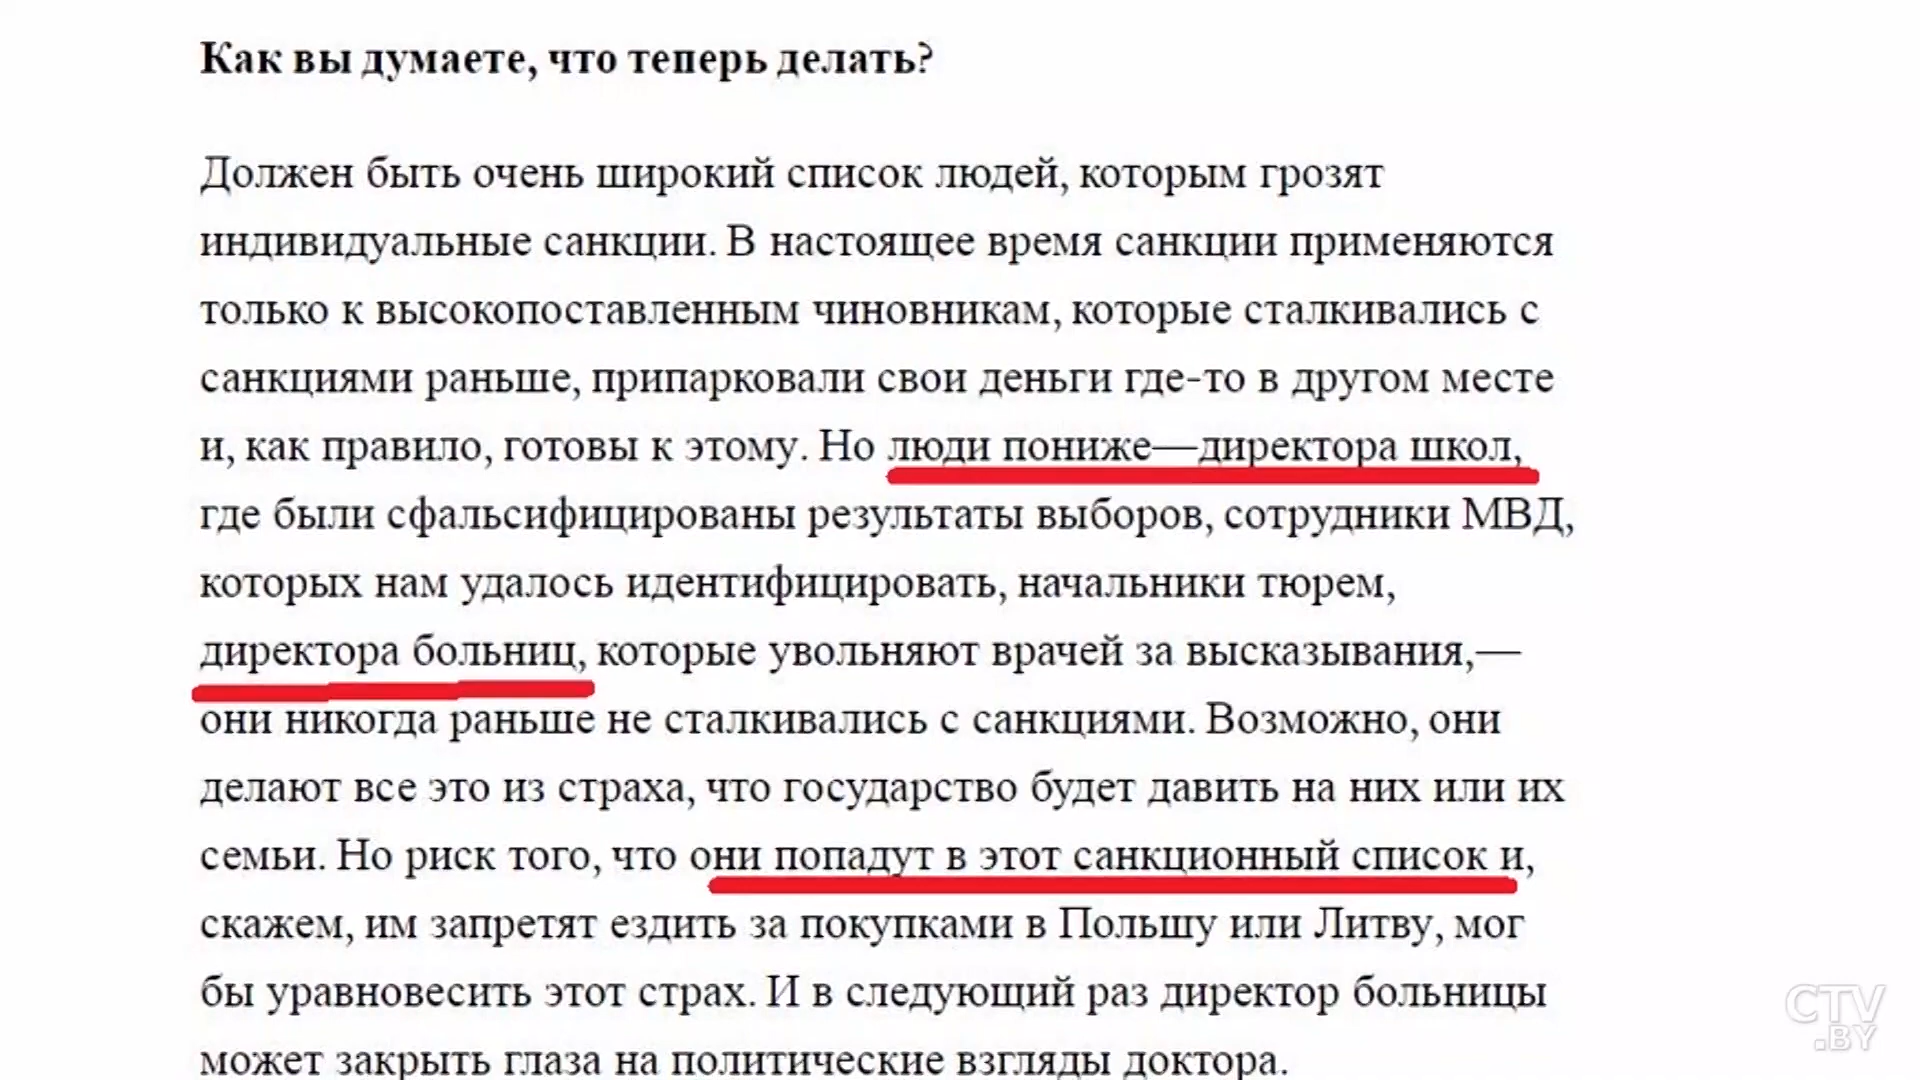 Как вы думаете, что теперь делать?
Должен быть очень широкий список людей, которым грозят
индивидуальные санкции. В настоящее время санкции применяются
только к высокопоставленным чиновникам, которые сталкивались с
санкциями раньше, припарковали свои деньги где-то в другом месте
и, как правило, готовы к этому. Но люди пониже—директора школ,
где были сфальсифицированы результаты выборов, сотрудники МВД,
которых нам удалось идентифицировать, начальники тюрем,
директора больниц, которые увольняют врачей за высказывания,—
они никогда раньше не сталкивались с санкциями. Возможно, они
делают все это из страха, что государство будет давить на них или их
семьи. Но риск того, что они попадут в этот санкционный список и,
скажем, им запретят ездить за покупками в Польшу или Литву, мог
бы уравновесить этот страх. И в следующий раз директор больницы
может закрыть глаза на политические взгляды доктора.
CTV
.BY